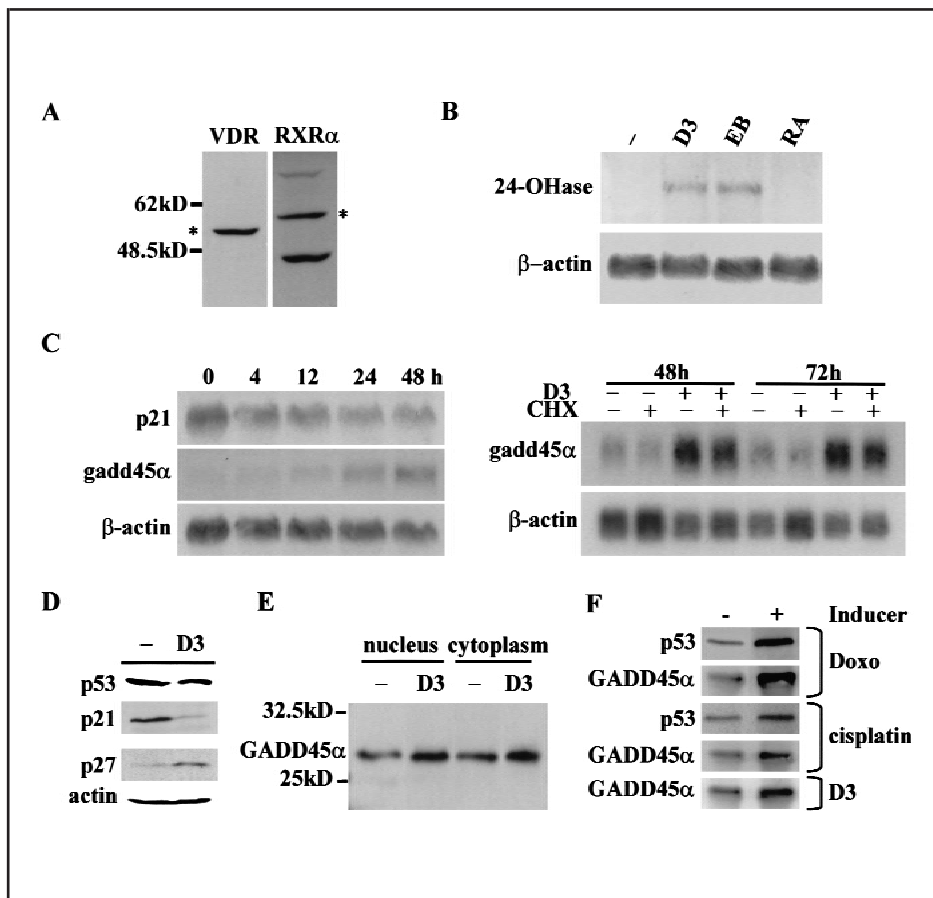 A
VDR RXRα
62kD
*
*
48.5kD
B
- D3 EB RA
24-OHase
β-actin
C
0 4 12 24 48 h
p21
gadd45α
β-actin
48h 72h
D3 – – + + – – + +
CHX – + – + – + – +
gadd45α
β-actin
D
– D3
p53
p21
p27
actin
E
nucleus cytoplasm
– D3 – D3
32.5kD
GADD45α
25kD
F
- + Inducer
p53
Doxo
GADD45α
p53
cisplatin
GADD45α
GADD45α D3